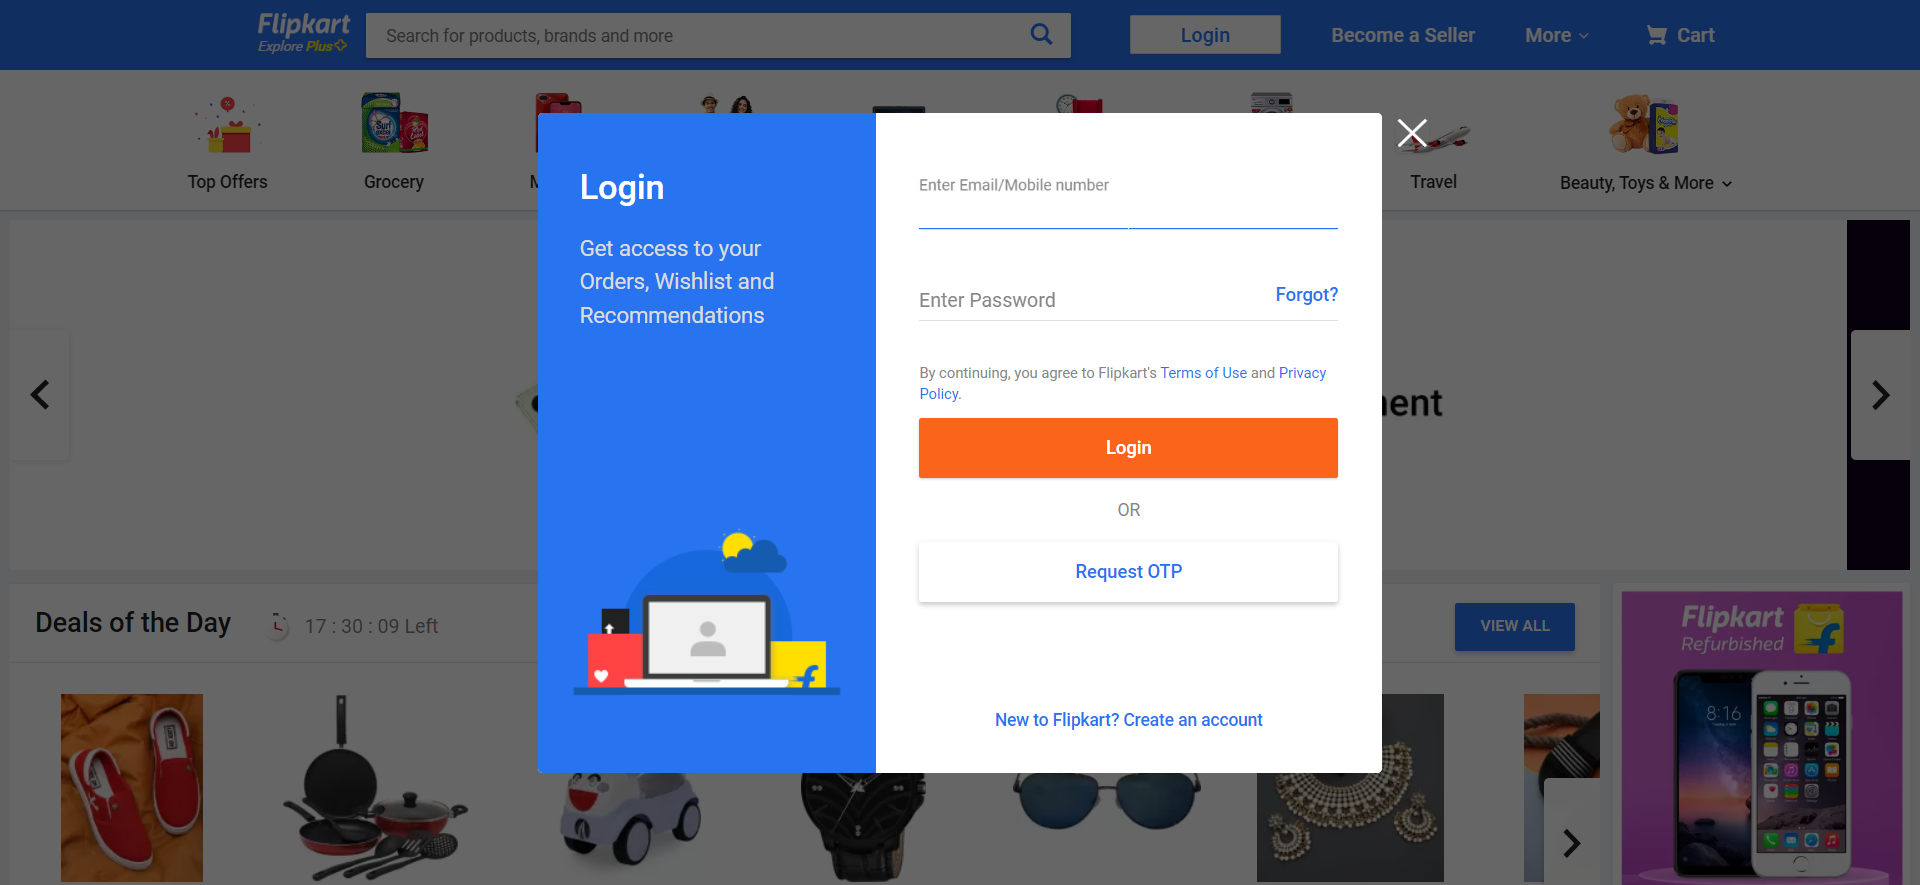 Flipkart
Explore Plus
Search for products, brands and more
Login
Become a Seller
More
Cart
Top Offers
Grocery
M
Travel
Beauty, Toys & More
Login
Get access to your
Orders, Wishlist and
Recommendations
Enter Email/Mobile number
Enter Password
Forgot?
By continuing, you agree to Flipkart's Terms of Use and Privacy
Policy.
Login
OR
Request OTP
New to Flipkart? Create an account
nent
Deals of the Day
17 : 30 : 09 Left
VIEW ALL
Flipkart
Refurbished
8:16
Surf
excel